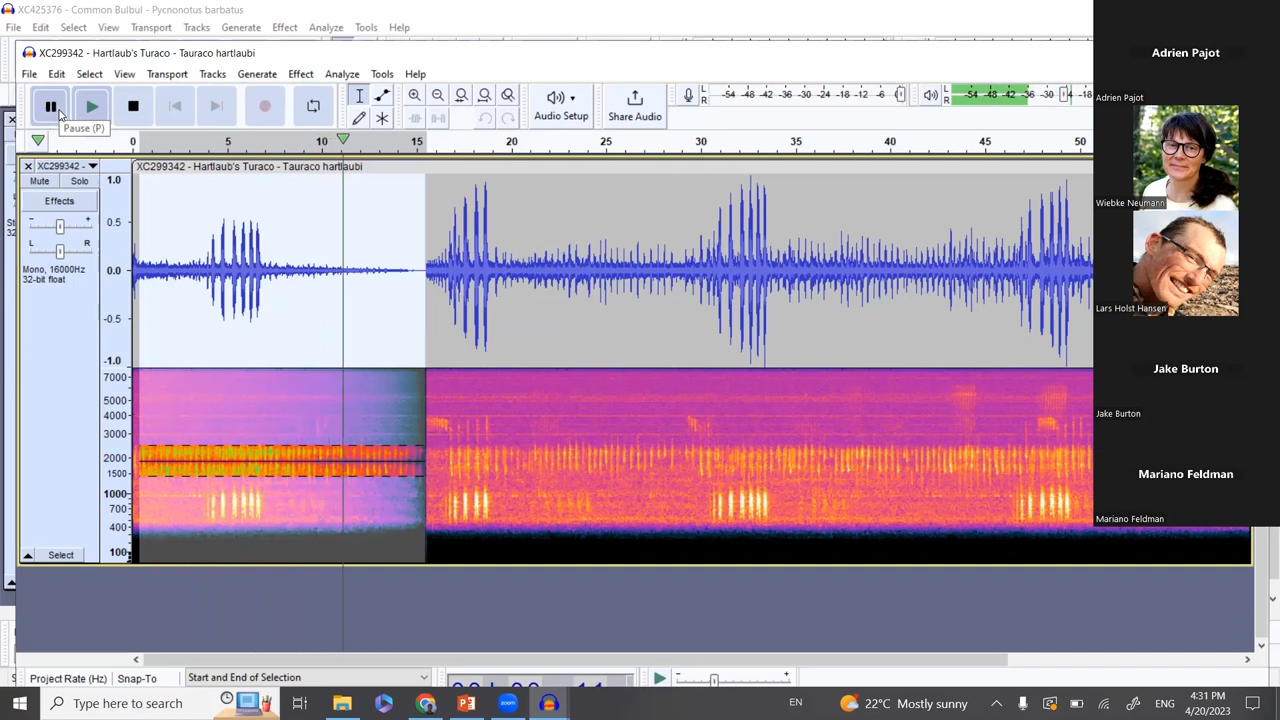 XC425376 - Common Bulbul - Pycnonotus barbatus
File Edit Select View Transport Tracks Generate Effect Analyze Tools Help
XC299342 - Hartlaub's Turaco - Tauraco hartlaubi
File Edit Select View Transport Tracks Generate Effect Analyze Tools Help
Audio Setup
Share Audio
L
R
-54 -48 -42 -36 -30 -24 -18 -12 -6 0
L
R
-54 -48 -42 -36 -30
Pause (P)
0 5 10 15 20 25 30 35 40 45 50
XC299342 -
XC299342 - Hartlaub's Turaco - Tauraco hartlaubi
Mute Solo
Effects
- +
L R
Mono, 16000Hz
32-bit float
1.0
0.5
0.0
-0.5
-1.0
7000
5000
4000
3000
2000
1500
1000
700
400
100
Select
Project Rate (Hz)
Snap-To
Start and End of Selection
Adrien Pajot
Adrien Pajot
Wiebke Neumann
Lars Holst Hansen
Jake Burton
Jake Burton
Mariano Feldman
Mariano Feldman
Type here to search
zoom
EN
22°C Mostly sunny
ENG
4:31 PM
4/20/2023